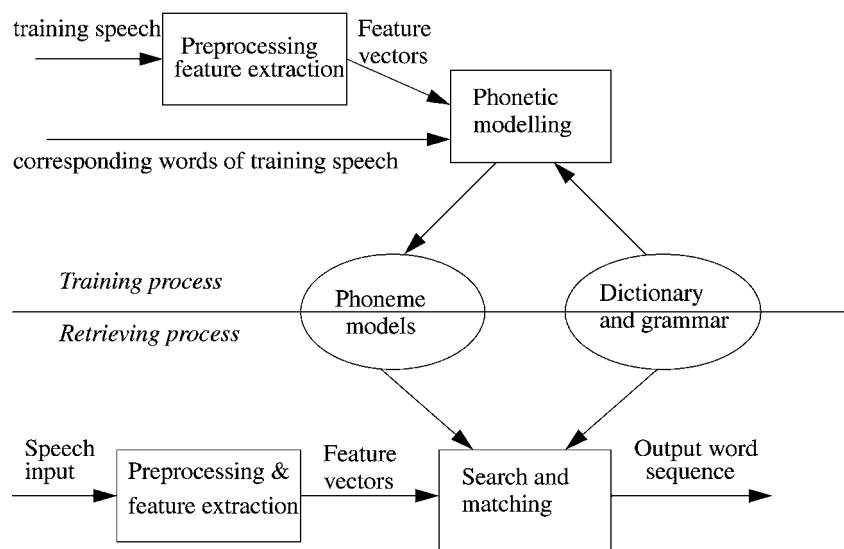 training speech
Preprocessing
feature extraction
Feature
vectors
Phonetic
modelling
corresponding words of training speech
Training process
Retrieving process
Phoneme
models
Dictionary
and grammar
Speech
input
Preprocessing &
feature extraction
Feature
vectors
Search and
matching
Output word
sequence